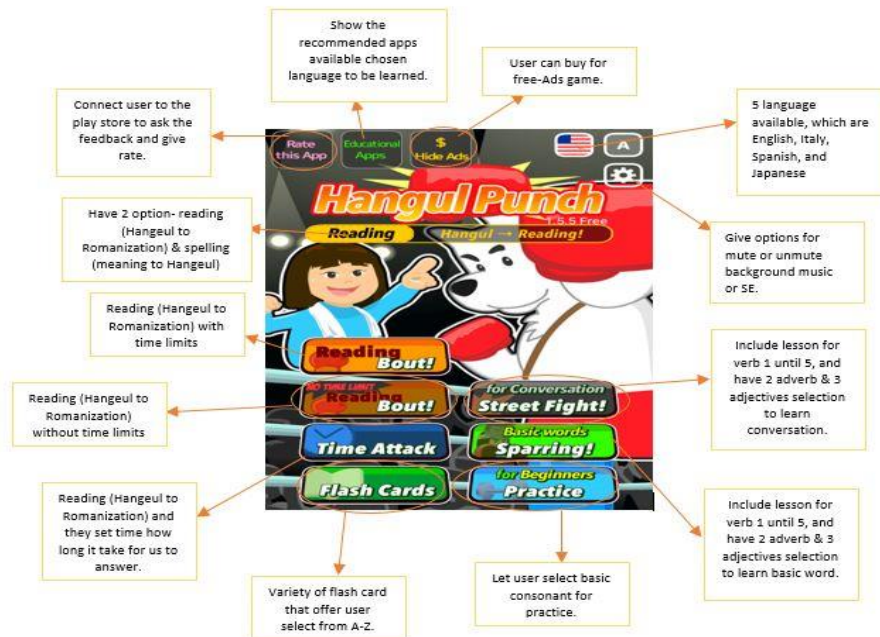 Show the
recommended apps
available chosen
language to be learned.
User can buy for
free-Ads game.
Connect user to the
play store to ask the
feedback and give
rate.
5 language
available, which are
English, Italy,
Spanish, and
Japanese
Rate
this App
Educational
Apps
$
Hide Ads
A
Hangul Punch
1.5.5 Free
Reading
Hangul → Reading!
Have 2 option- reading
(Hangeul to
Romanization) & spelling
(meaning to Hangeul)
Give options for
mute or unmute
background music
or SE.
Reading (Hangeul to
Romanization) with
time limits
Reading
Bout!
Include lesson for
verb 1 until 5, and
have 2 adverb & 3
adjectives selection
to learn
conversation.
Reading (Hangeul to
Romanization)
without time limits
NO TIME LIMIT
Reading
Bout!
for Conversation
Street Fight!
Time Attack
Basic words
Sparring!
Flash Cards
for Beginners
Practice
Reading (Hangeul to
Romanization) and
they set time how
long it take for us to
answer.
Include lesson for
verb 1 until 5, and
have 2 adverb & 3
adjectives selection
to learn basic word.
Variety of flash card
that offer user
select from A-Z.
Let user select basic
consonant for
practice.